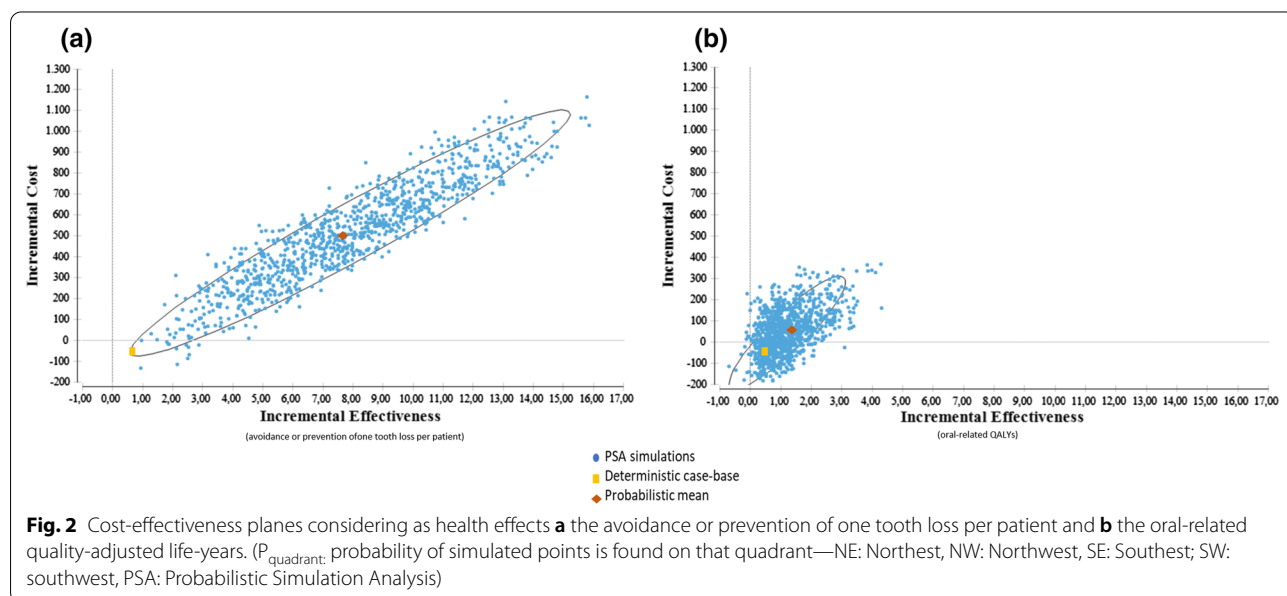 (a)
1.300
1.200
1.100
1.000
900
800
700
600
500
400
300
200
100
0
-100
-200
Incremental Cost
-1,00 0,00 1,00 2,00 3,00 4,00 5,00 6,00 7,00 8,00 9,00 10,00 11,00 12,00 13,00 14,00 15,00 16,00 17,00
Incremental Effectiveness
(avoidance or prevention ofone tooth loss per patient)
(b)
1.300
1.200
1.100
1.000
900
800
700
600
500
400
300
200
100
0
-100
-200
Incremental Cost
-1,00 0,00 1,00 2,00 3,00 4,00 5,00 6,00 7,00 8,00 9,00 10,00 11,00 12,00 13,00 14,00 15,00 16,00 17,00
Incremental Effectiveness
(oral-related QALYs)
PSA simulations
Deterministic case-base
Probabilistic mean
Fig. 2 Cost-effectiveness planes considering as health effects a the avoidance or prevention of one tooth loss per patient and b the oral-related
quality-adjusted life-years. (Pquadrant: probability of simulated points is found on that quadrant—NE: Northest, NW: Northwest, SE: Southest; SW:
southwest, PSA: Probabilistic Simulation Analysis)